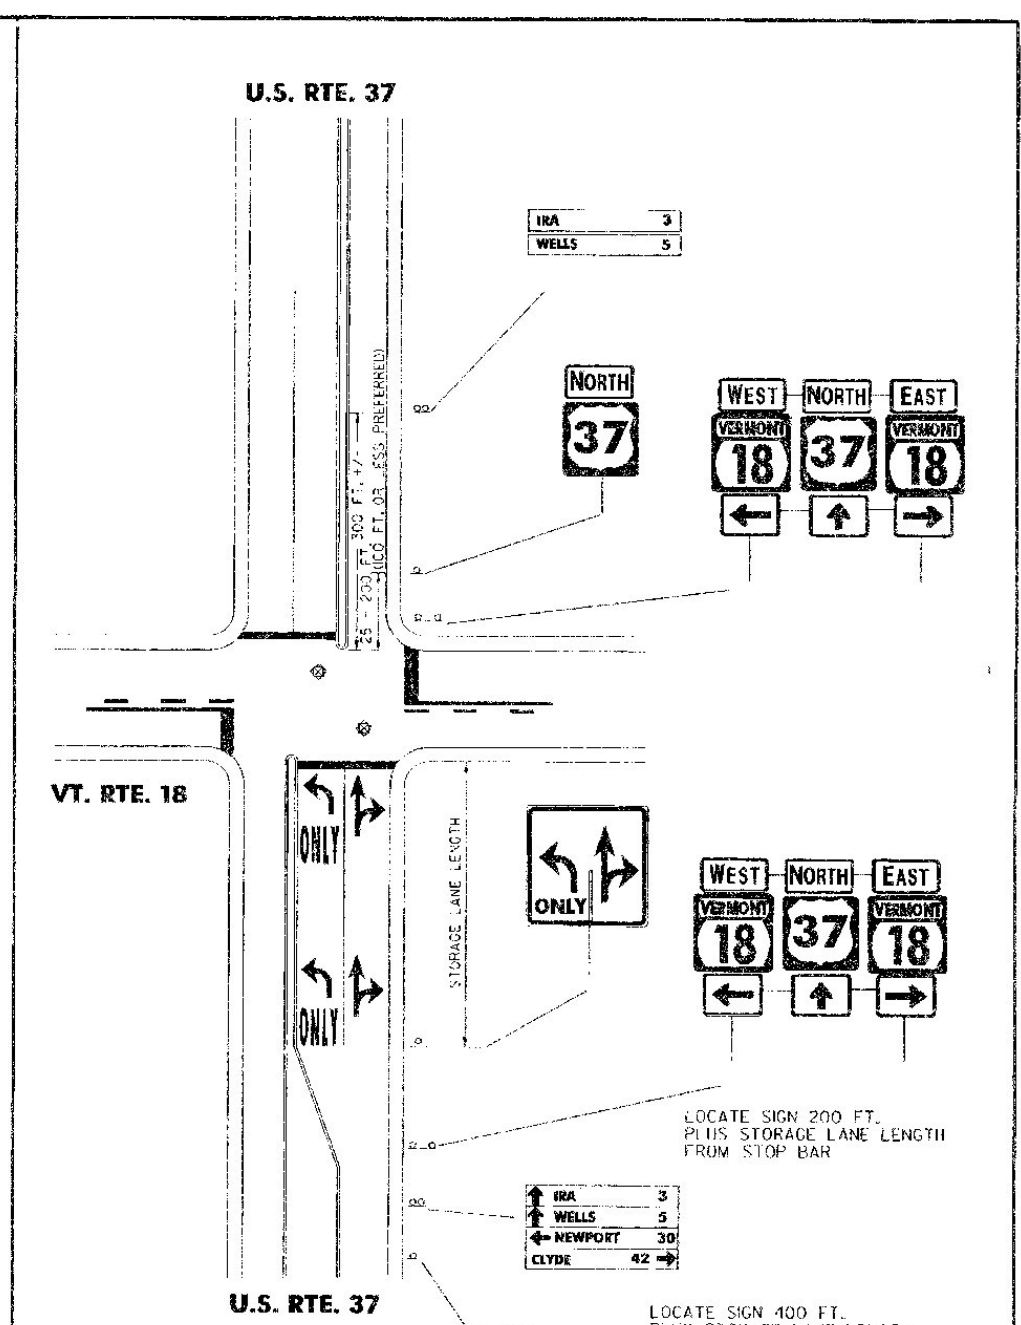 U.S. RTE. 37
IRA 3
WELLS 5
NORTH
37
WEST NORTH EAST
VERMONT VERMONT
18 37 18
300 FT. +/-
25 - 200 FT.
FT. OR LESS PREFERRED)
VT. RTE. 18
ONLY
ONLY
STORAGE LANE LENGTH
ONLY
WEST NORTH EAST
VERMONT VERMONT
18 37 18
LOCATE SIGN 200 FT.
PLUS STORAGE LANE LENGTH
FROM STOP BAR
IRA 3
WELLS 5
NEWPORT 30
CLYDE 42
U.S. RTE. 37
LOCATE SIGN 400 FT.